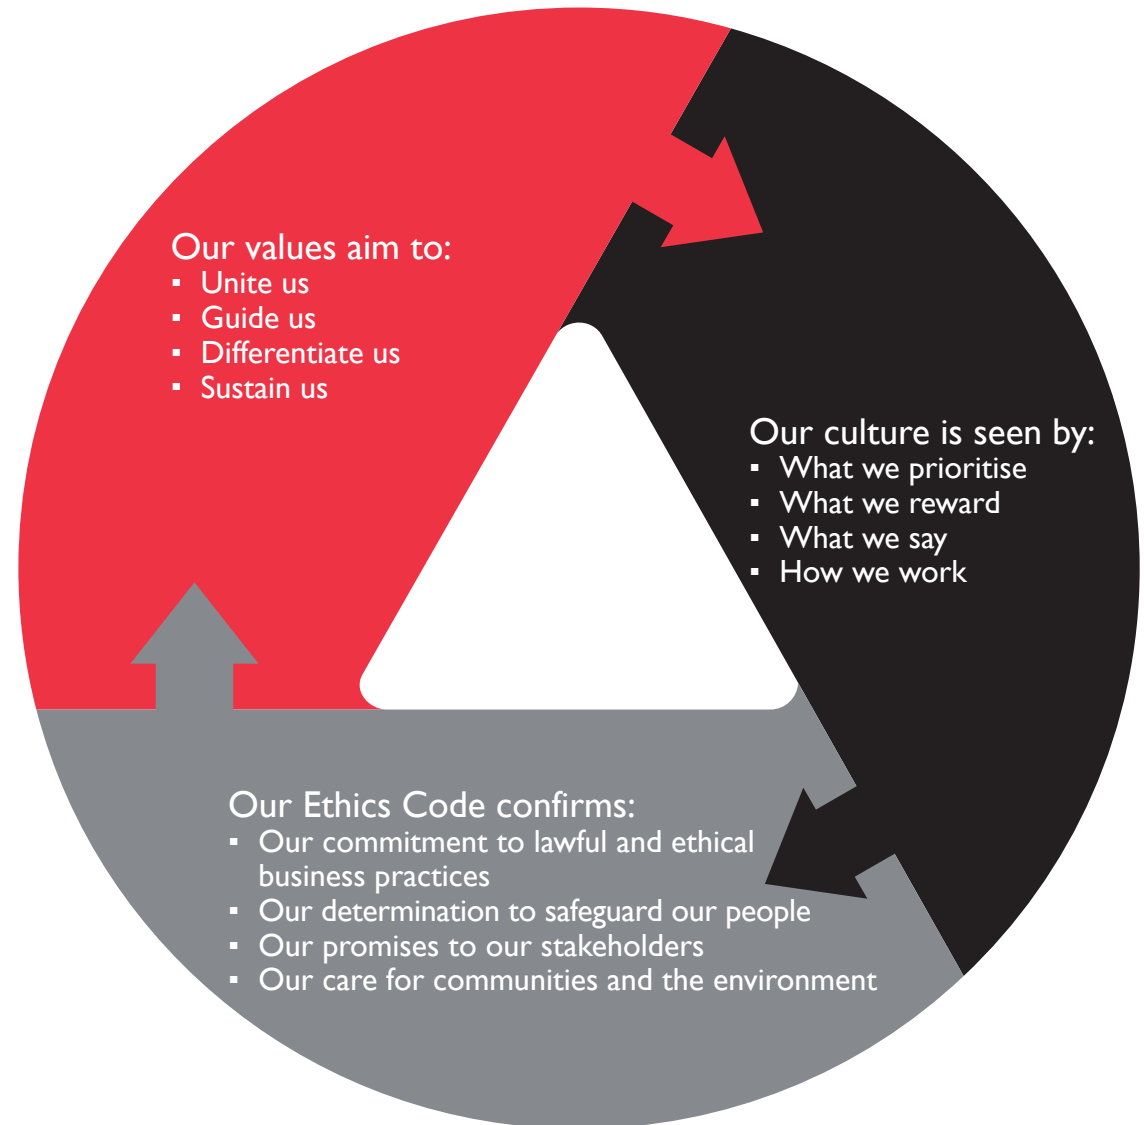 Our values aim to:
▪ Unite us
▪ Guide us
▪ Differentiate us
▪ Sustain us
Our culture is seen by:
▪ What we prioritise
▪ What we reward
▪ What we say
▪ How we work
Our Ethics Code confirms:
▪ Our commitment to lawful and ethical
business practices
▪ Our determination to safeguard our people
▪ Our promises to our stakeholders
▪ Our care for communities and the environment